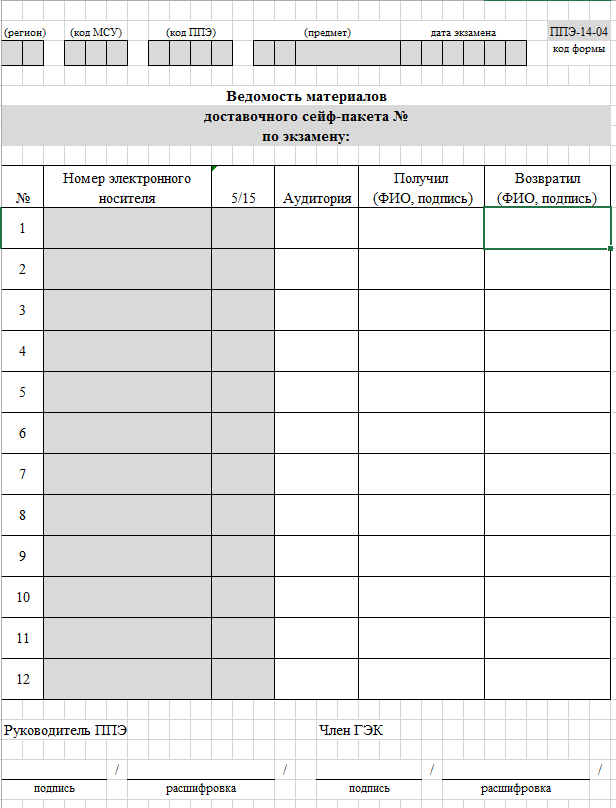 (регион) (код МСУ) (код ППЭ) (предмет) дата экзамена ППЭ-14-04
код формы
Ведомость материалов
доставочного сейф-пакета №
по экзамену:
№ Номер электронного носителя 5/15 Аудитория Получил (ФИО, подпись) Возвратил (ФИО, подпись)
1
2
3
4
5
6
7
8
9
10
11
12
Руководитель ППЭ Член ГЭК
/ / / /
подпись расшифровка подпись расшифровка